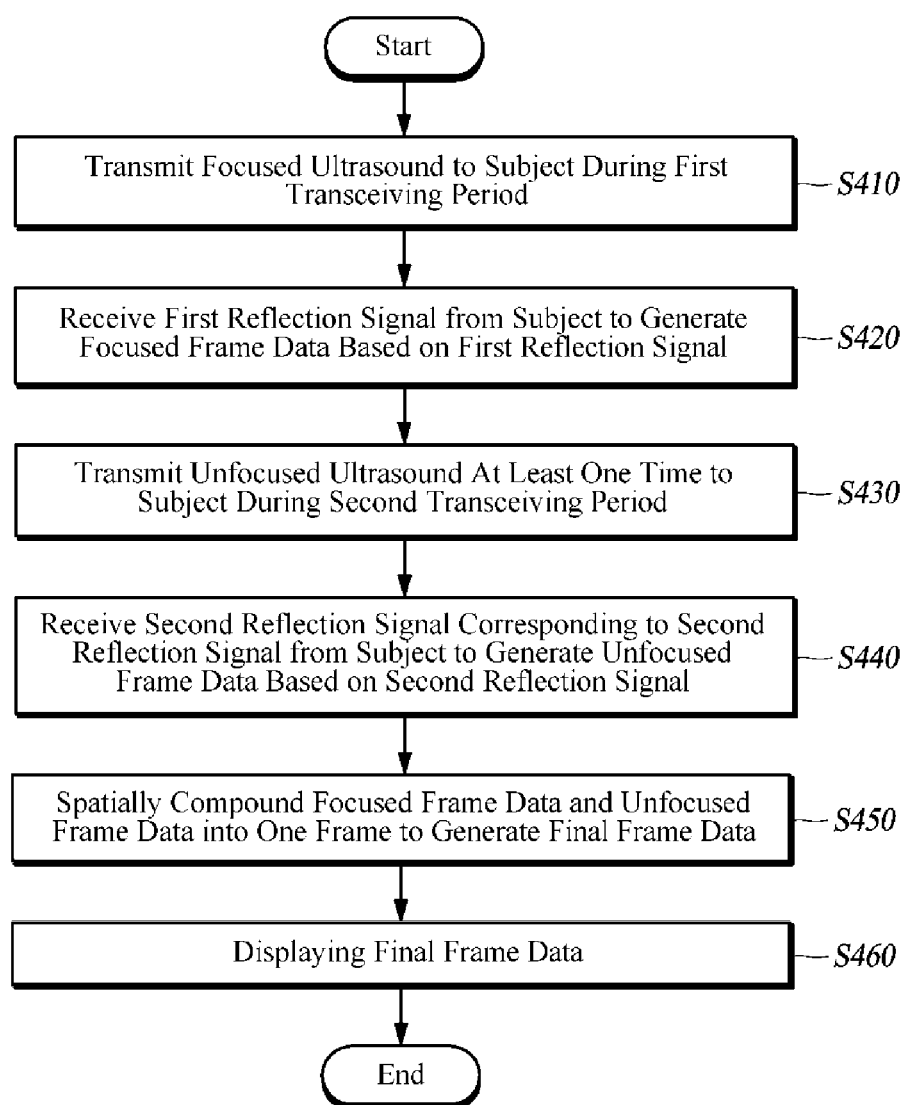 Start
Transmit Focused Ultrasound to Subject During First
Transceiving Period
S410
Receive First Reflection Signal from Subject to Generate
Focused Frame Data Based on First Reflection Signal
S420
Transmit Unfocused Ultrasound At Least One Time to
Subject During Second Transceiving Period
S430
Receive Second Reflection Signal Corresponding to Second
Reflection Signal from Subject to Generate Unfocused
Frame Data Based on Second Reflection Signal
S440
Spatially Compound Focused Frame Data and Unfocused
Frame Data into One Frame to Generate Final Frame Data
S450
Displaying Final Frame Data
S460
End